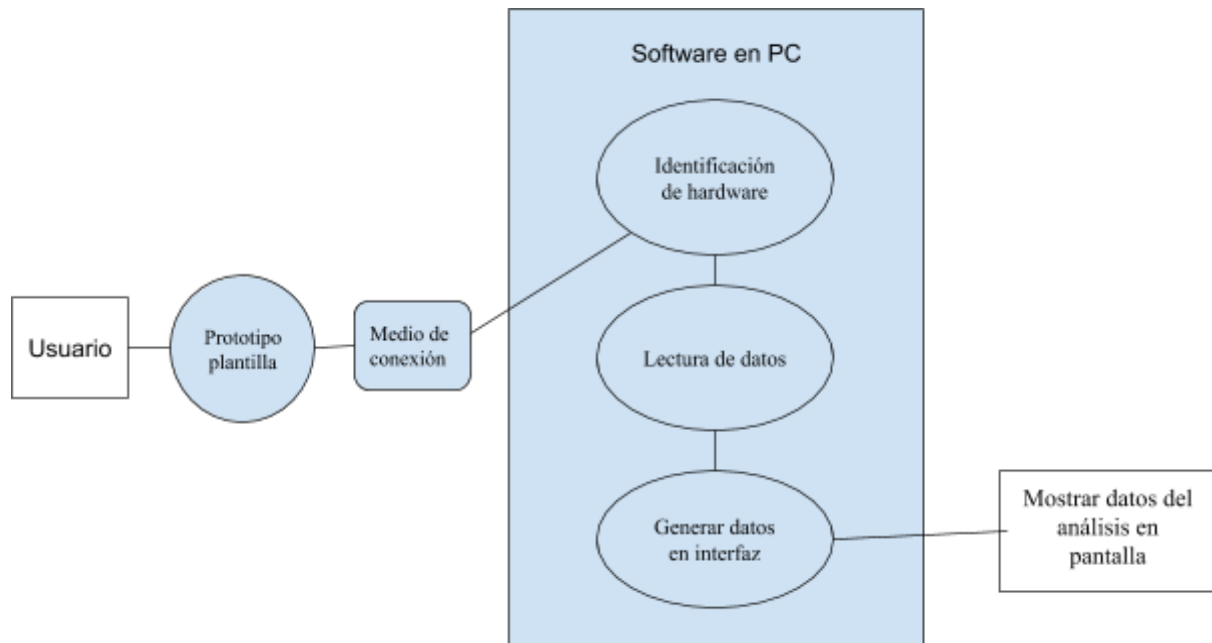 Software en PC
Identificación
de hardware
Usuario
Prototipo
plantilla
Medio de
conexión
Lectura de datos
Generar datos
en interfaz
Mostrar datos del
análisis en
pantalla